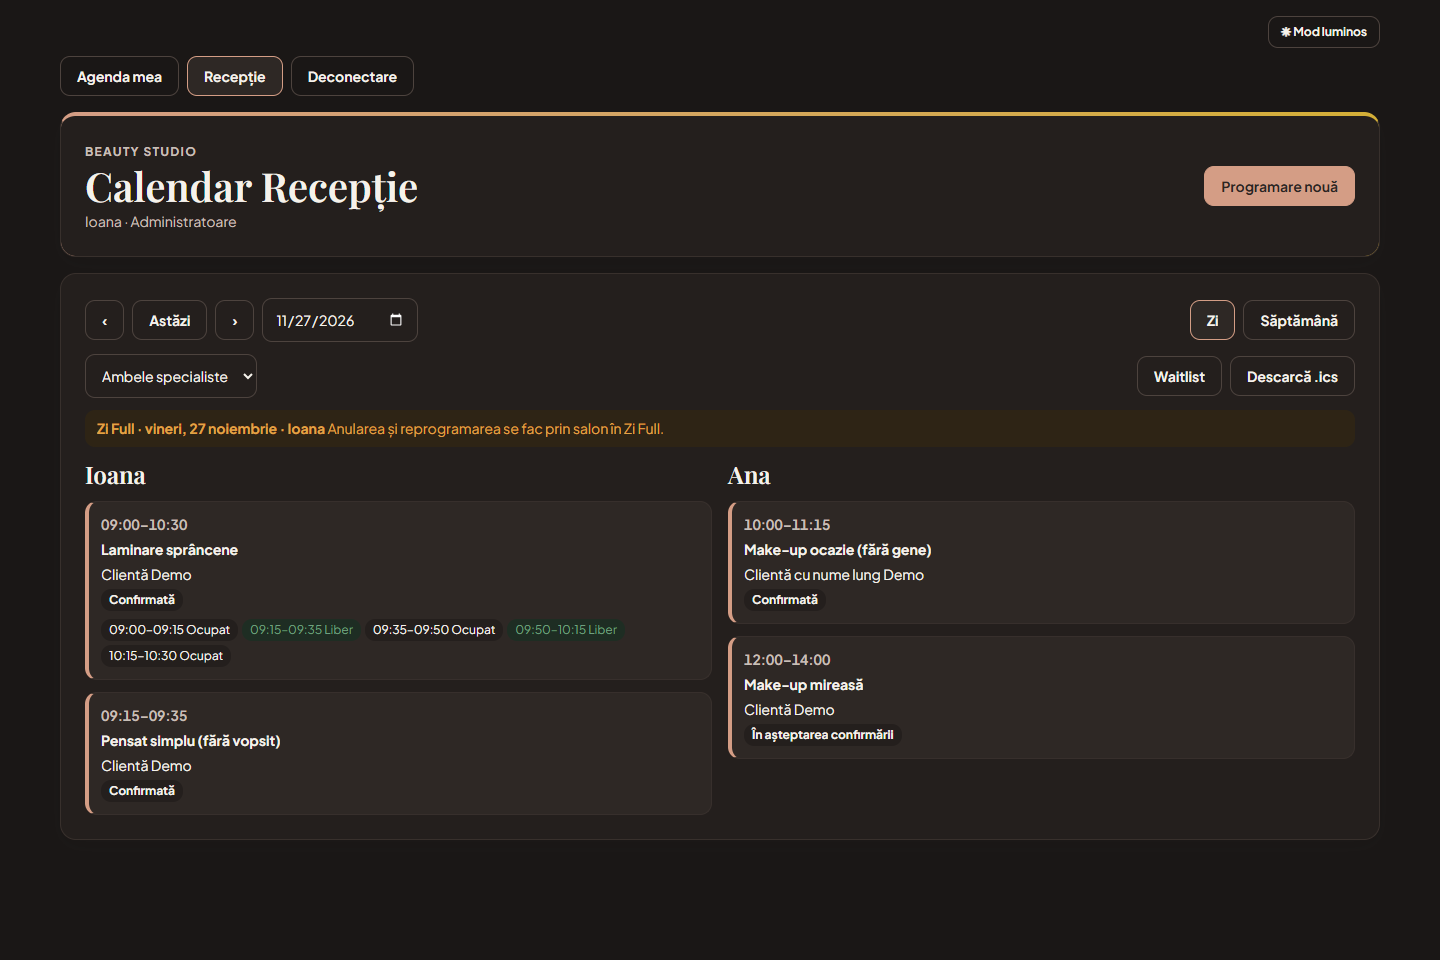 ❋ Mod luminos
Agenda mea
Recepție
Deconectare
BEAUTY STUDIO
Calendar Recepție
Ioana · Administratoare
Programare nouă
‹
Astăzi
›
11/27/2026
Zi
Săptămână
Ambele specialiste
Waitlist
Descarcă .ics
Zi Full · vineri, 27 noiembrie · Ioana Anularea și reprogramarea se fac prin salon în Zi Full.
Ioana
09:00–10:30
Laminare sprâncene
Clientă Demo
Confirmată
09:00–09:15 Ocupat 09:15–09:35 Liber 09:35–09:50 Ocupat 09:50–10:15 Liber
10:15–10:30 Ocupat
09:15–09:35
Pensat simplu (fără vopsit)
Clientă Demo
Confirmată
Ana
10:00–11:15
Make-up ocazie (fără gene)
Clientă cu nume lung Demo
Confirmată
12:00–14:00
Make-up mireasă
Clientă Demo
În așteptarea confirmării